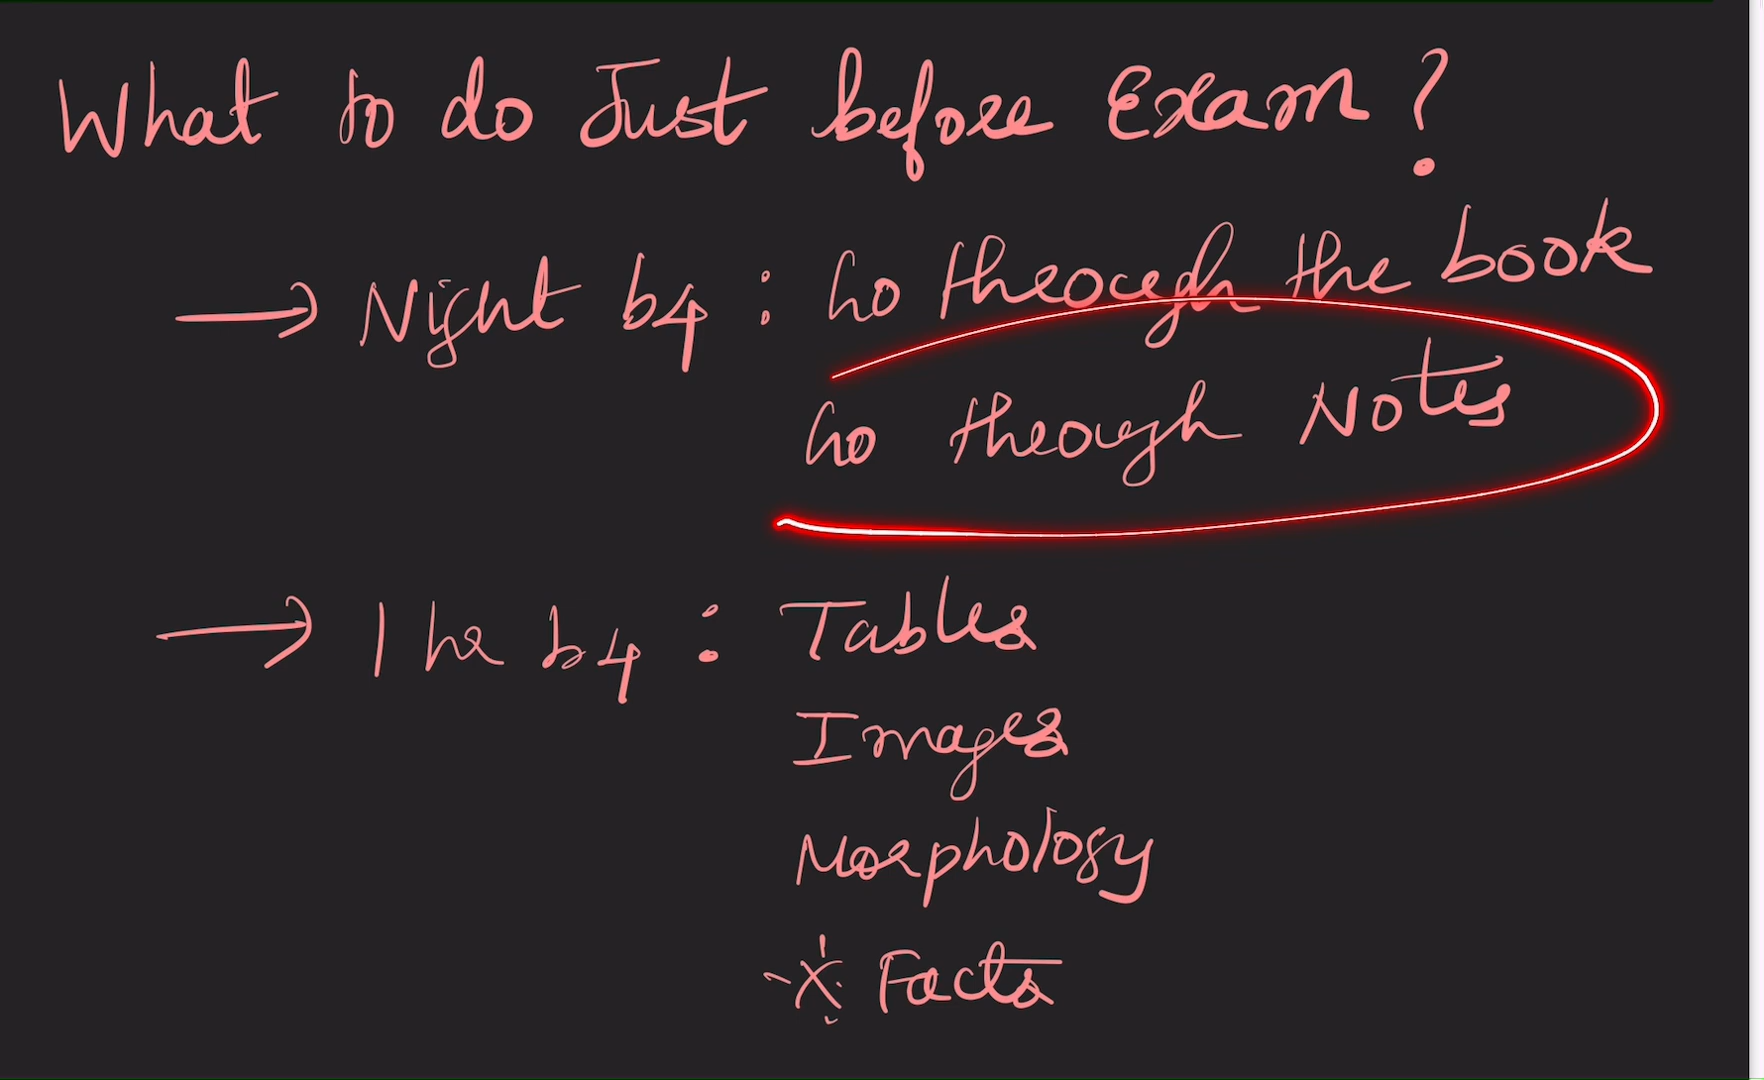 What to do Just before Exam?
→ Night b4 : Go through the book
Go through Notes
→ 1 hr b4 : Tables
Images
Morphology
* Facts